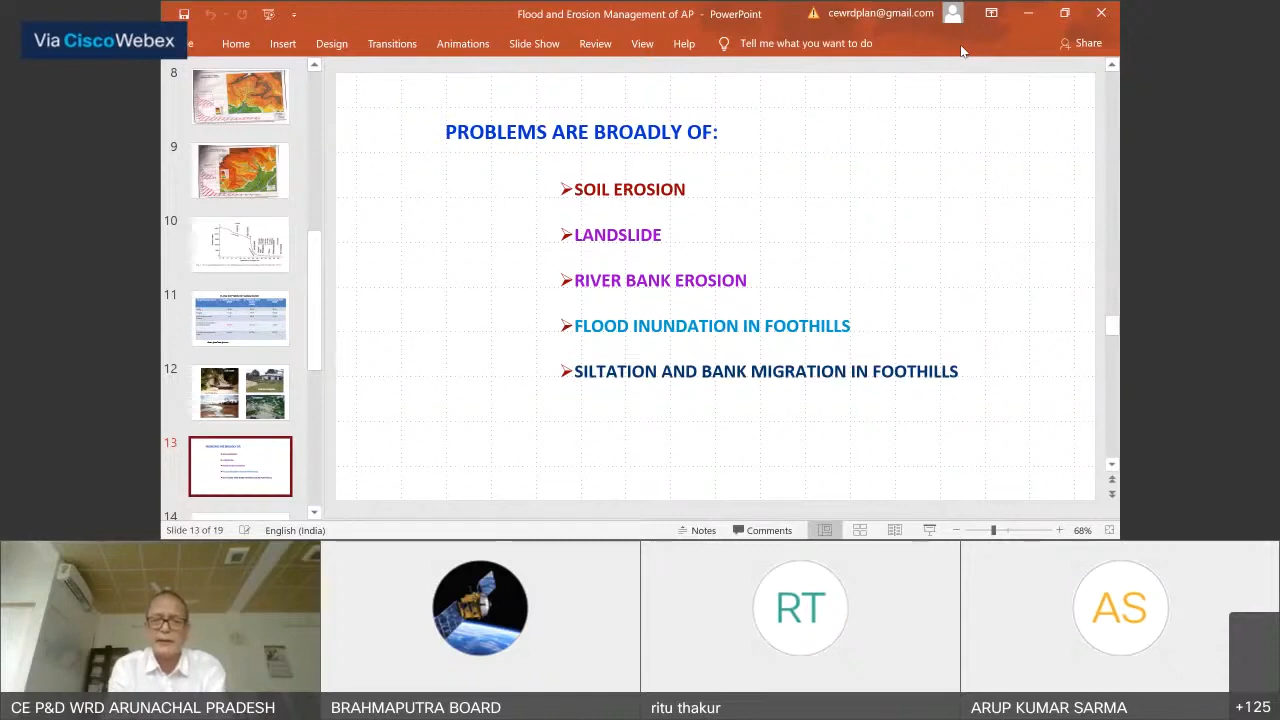 Flood and Erosion Management of AP - PowerPoint
cewrdplan@gmail.com
Via CiscoWebex
Home Insert Design Transitions Animations Slide Show Review View Help Tell me what you want to do Share
8
9
10
11
12
13
14
PROBLEMS ARE BROADLY OF:
SOIL EROSION
LANDSLIDE
RIVER BANK EROSION
FLOOD INUNDATION IN FOOTHILLS
SILTATION AND BANK MIGRATION IN FOOTHILLS
Slide 13 of 19 English (India) Notes Comments 68%
RT
AS
CE P&D WRD ARUNACHAL PRADESH
BRAHMAPUTRA BOARD
ritu thakur
ARUP KUMAR SARMA
+125